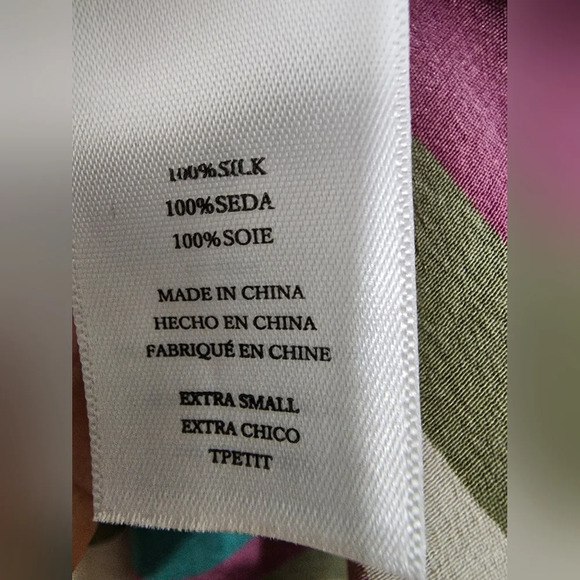 100% SILK
100% SEDA
100% SOIE
MADE IN CHINA
HECHO EN CHINA
FABRIQUÉ EN CHINE
EXTRA SMALL
EXTRA CHICO
TPETIT